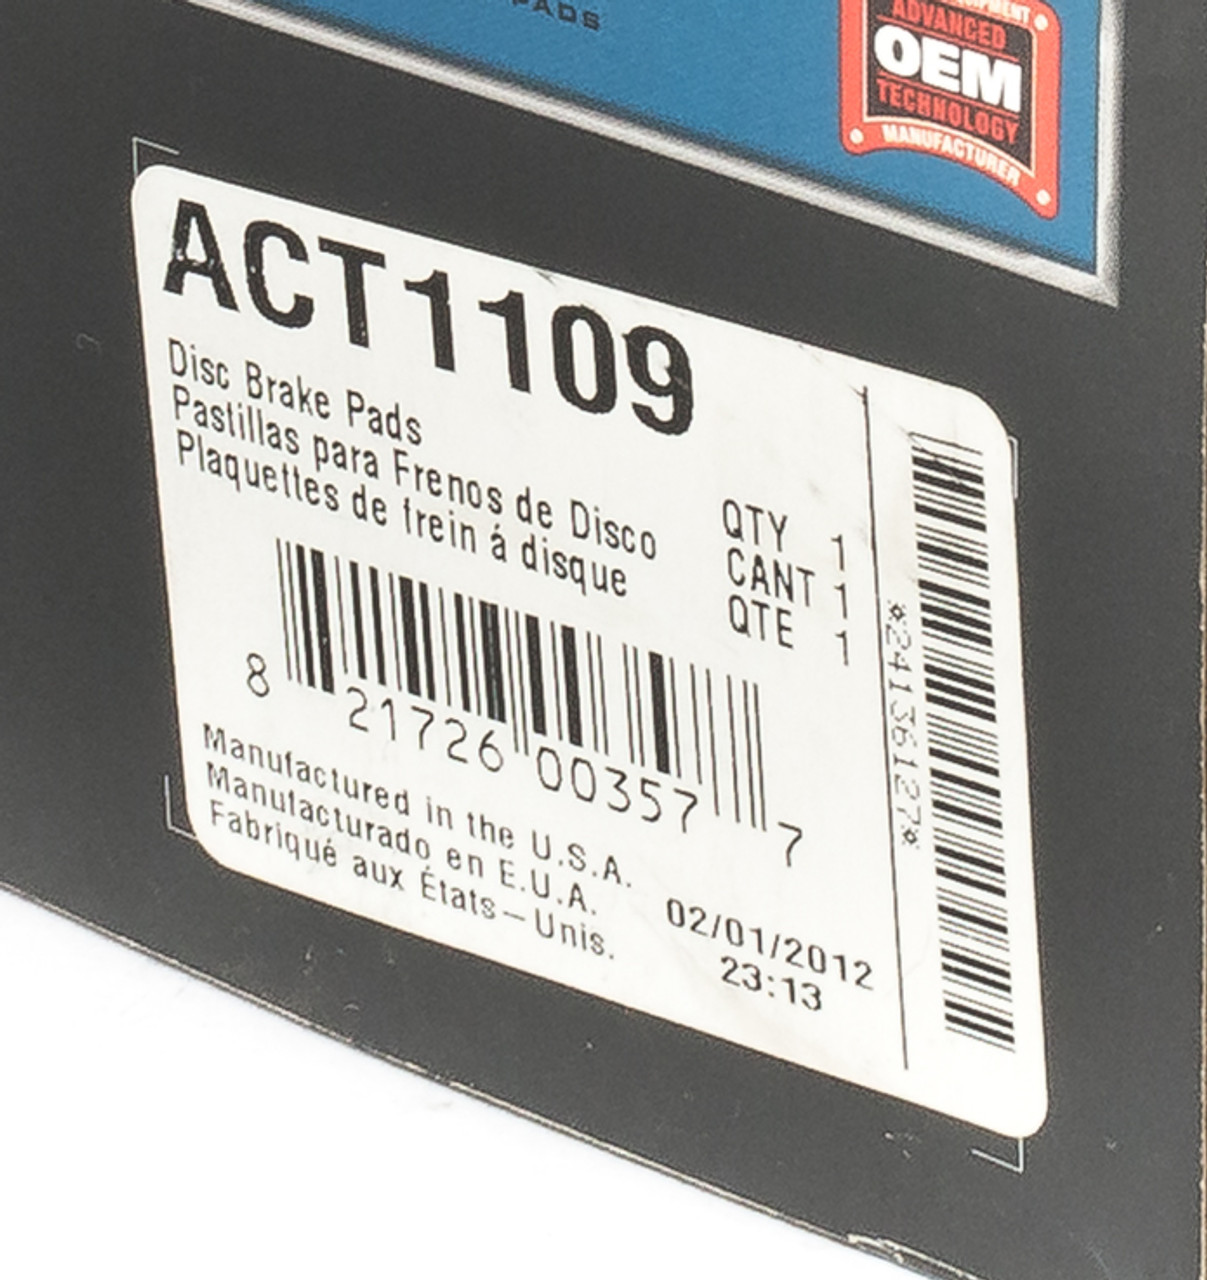 PADS
ADVANCED
OEM
TECHNOLOGY
MANUFACTURER
ACT1109
Disc Brake Pads
Pastillas para Frenos de Disco
Plaquettes de frein á disque
QTY 1
CANT 1
QTE 1
8 21726 00357 7
*24136127*
Manufactured in the U.S.A.
Manufacturado en E.U.A.
Fabriqué aux États-Unis.
02/01/2012
23:13